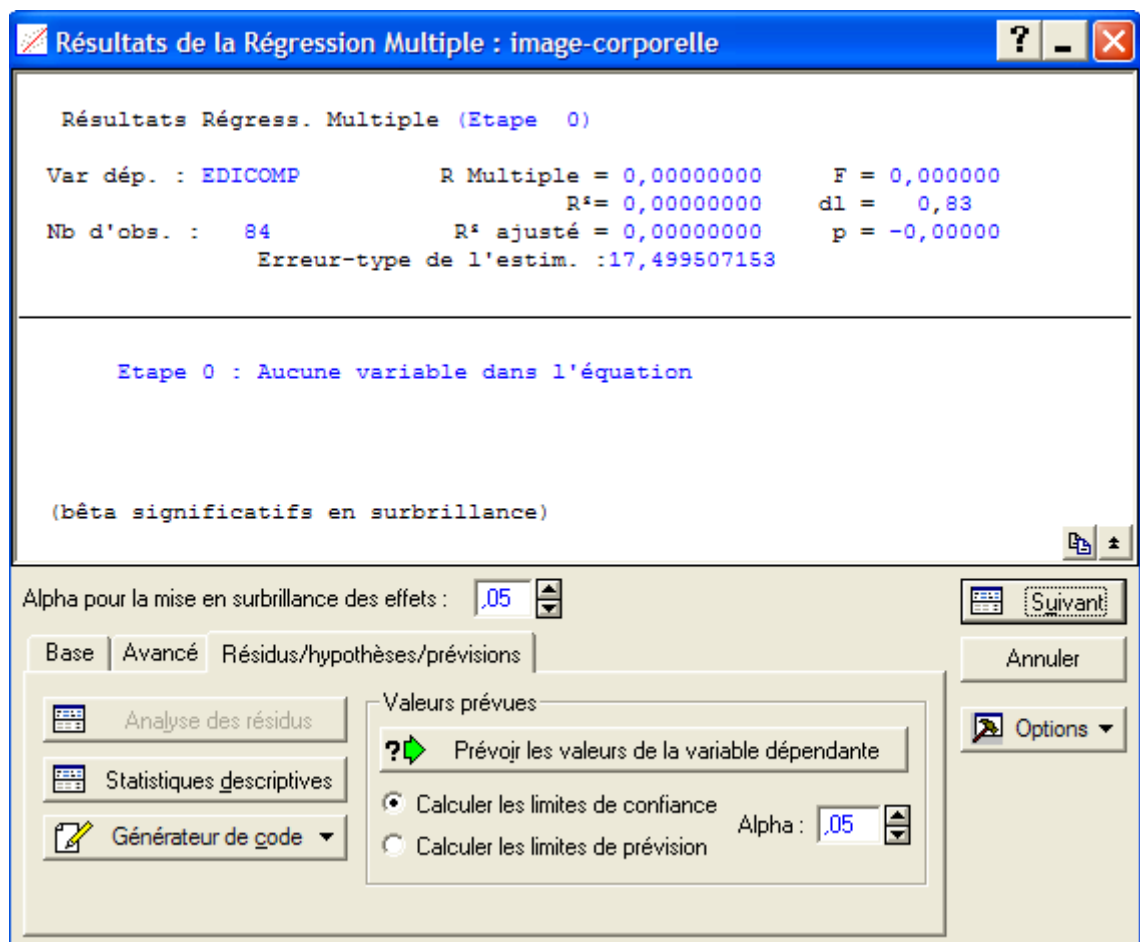 Résultats de la Régression Multiple : image-corporelle
Résultats Régress. Multiple (Etape 0)
Var dép. : EDICOMP R Multiple = 0,00000000 F = 0,000000
R²= 0,00000000 dl = 0,83
Nb d'obs. : 84 R² ajusté = 0,00000000 p = -0,00000
Erreur-type de l'estim. :17,499507153
Etape 0 : Aucune variable dans l'équation
(bêta significatifs en surbrillance)
Alpha pour la mise en surbrillance des effets : ,05
Suivant
Base Avancé Résidus/hypothèses/prévisions
Annuler
Options
Analyse des résidus
Statistiques descriptives
Générateur de code
Valeurs prévues
? Prévoir les valeurs de la variable dépendante
Calculer les limites de confiance
Calculer les limites de prévision
Alpha : ,05